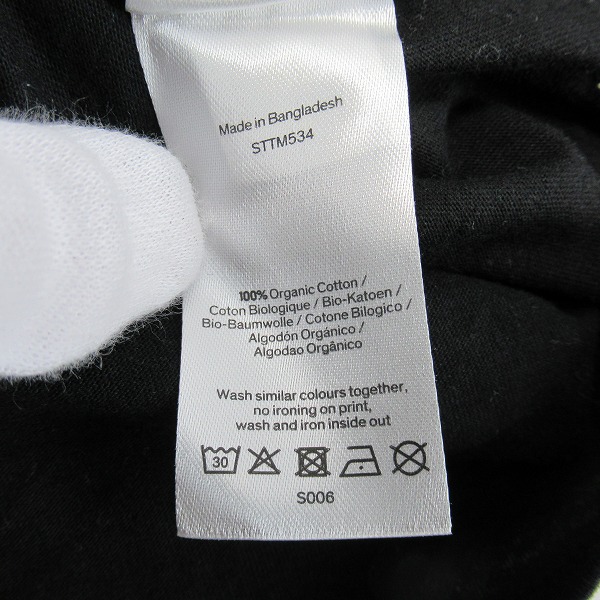 Made in Bangladesh
STTM534
100% Organic Cotton /
Coton Biologique / Bio-Katoen /
Bio-Baumwolle / Cotone Bilogico /
Algodón Orgánico /
Algodao Orgânico
Wash similar colours together,
no ironing on print,
wash and iron inside out
30
S006